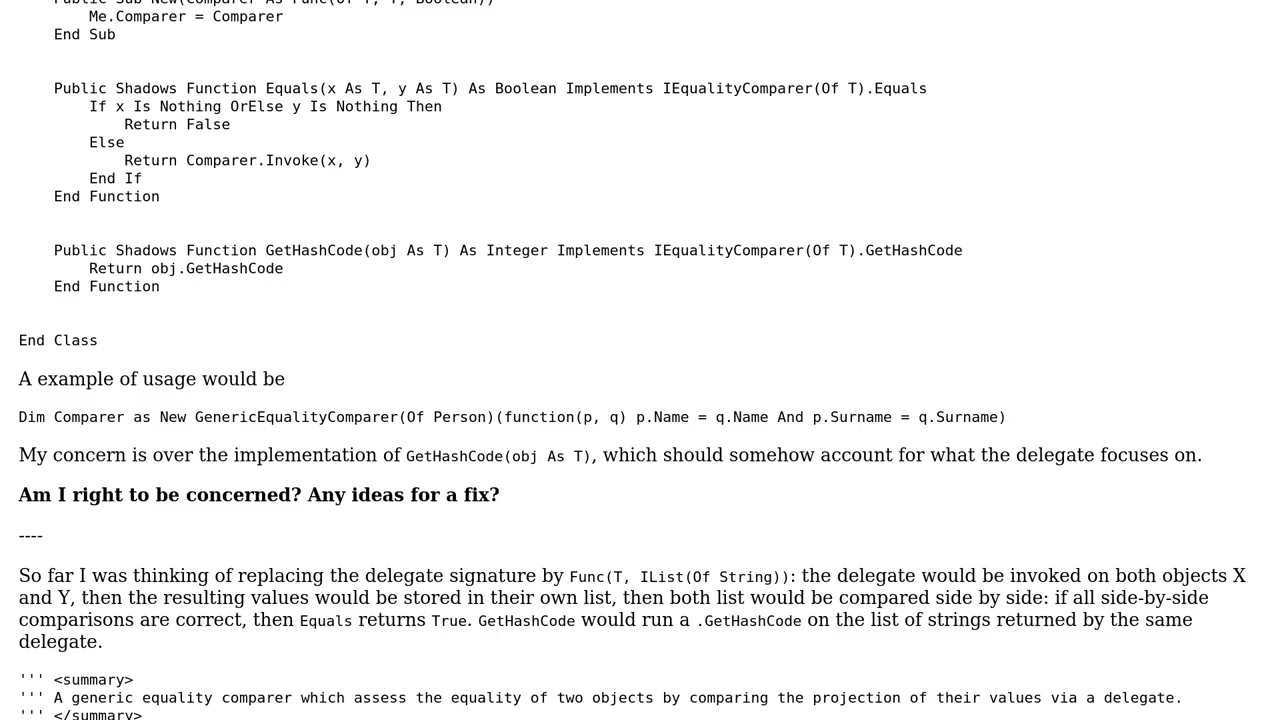 Public Sub New(Comparer As Func(Of T, T, Boolean))
Me.Comparer = Comparer
End Sub
Public Shadows Function Equals(x As T, y As T) As Boolean Implements IEqualityComparer(Of T).Equals
If x Is Nothing OrElse y Is Nothing Then
Return False
Else
Return Comparer.Invoke(x, y)
End If
End Function
Public Shadows Function GetHashCode(obj As T) As Integer Implements IEqualityComparer(Of T).GetHashCode
Return obj.GetHashCode
End Function
End Class
A example of usage would be
Dim Comparer as New GenericEqualityComparer(Of Person)(function(p, q) p.Name = q.Name And p.Surname = q.Surname)
My concern is over the implementation of GetHashCode(obj As T), which should somehow account for what the delegate focuses on.
Am I right to be concerned? Any ideas for a fix?
----
So far I was thinking of replacing the delegate signature by Func(T, IList(Of String)): the delegate would be invoked on both objects X
and Y, then the resulting values would be stored in their own list, then both list would be compared side by side: if all side-by-side
comparisons are correct, then Equals returns True. GetHashCode would run a .GetHashCode on the list of strings returned by the same
delegate.
''' <summary>
''' A generic equality comparer which assess the equality of two objects by comparing the projection of their values via a delegate.
''' </summary>